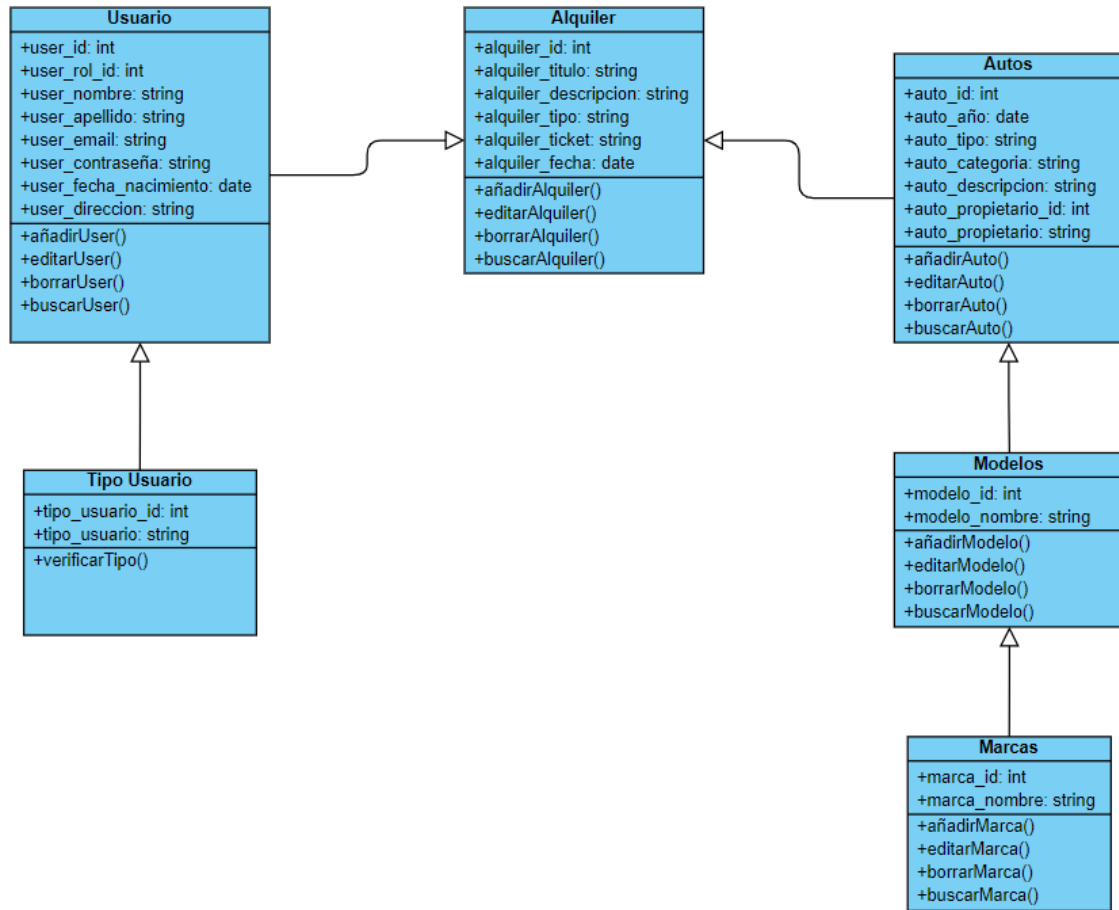 Usuario
+user_id: int
+user_rol_id: int
+user_nombre: string
+user_apellido: string
+user_email: string
+user_contraseña: string
+user_fecha_nacimiento: date
+user_direccion: string
+añadirUser()
+editarUser()
+borrarUser()
+buscarUser()
Alquiler
+alquiler_id: int
+alquiler_titulo: string
+alquiler_descripcion: string
+alquiler_tipo: string
+alquiler_ticket: string
+alquiler_fecha: date
+añadirAlquiler()
+editarAlquiler()
+borrarAlquiler()
+buscarAlquiler()
Autos
+auto_id: int
+auto_año: date
+auto_tipo: string
+auto_categoria: string
+auto_descripcion: string
+auto_propietario_id: int
+auto_propietario: string
+añadirAuto()
+editarAuto()
+borrarAuto()
+buscarAuto()
Tipo Usuario
+tipo_usuario_id: int
+tipo_usuario: string
+verificarTipo()
Modelos
+modelo_id: int
+modelo_nombre: string
+añadirModelo()
+editarModelo()
+borrarModelo()
+buscarModelo()
Marcas
+marca_id: int
+marca_nombre: string
+añadirMarca()
+editarMarca()
+borrarMarca()
+buscarMarca()